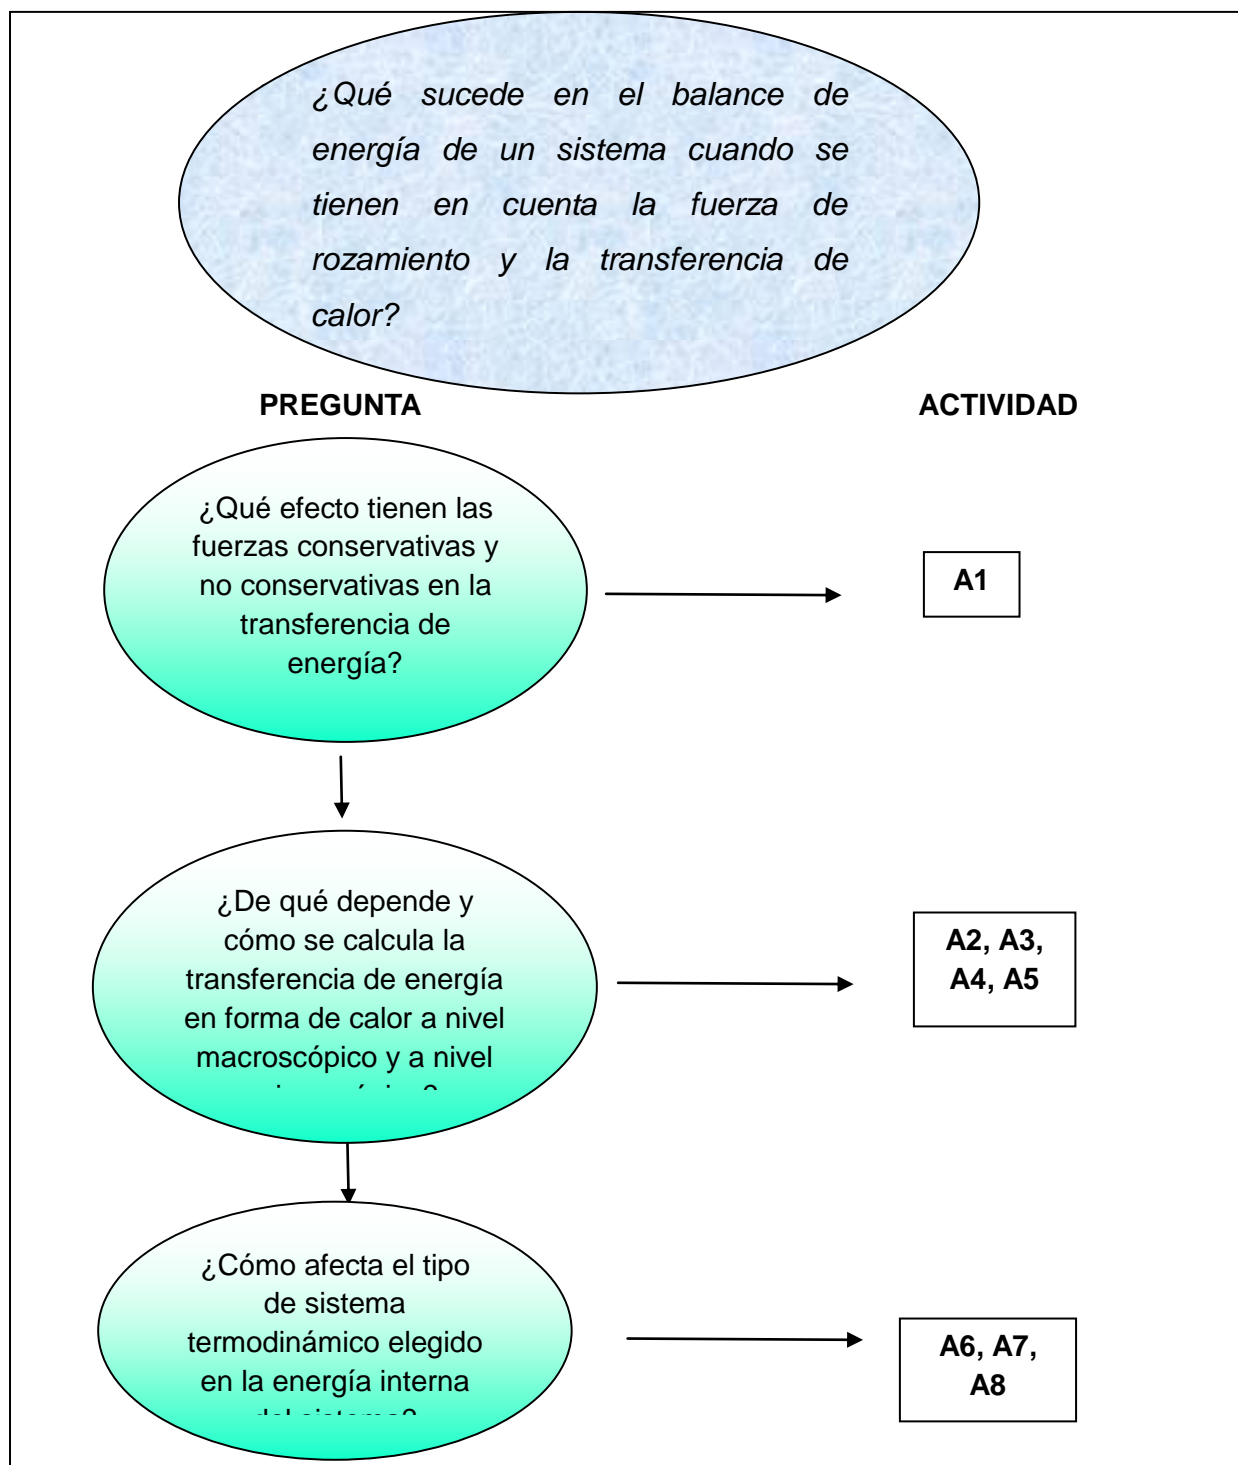 ¿Qué sucede en el balance de
energía de un sistema cuando se
tienen en cuenta la fuerza de
rozamiento y la transferencia de
calor?
PREGUNTA
ACTIVIDAD
¿Qué efecto tienen las
fuerzas conservativas y
no conservativas en la
transferencia de
energía?
A1
¿De qué depende y
cómo se calcula la
transferencia de energía
en forma de calor a nivel
macroscópico y a nivel
A2, A3,
A4, A5
¿Cómo afecta el tipo
de sistema
termodinámico elegido
en la energía interna
del sistema?
A6, A7,
A8